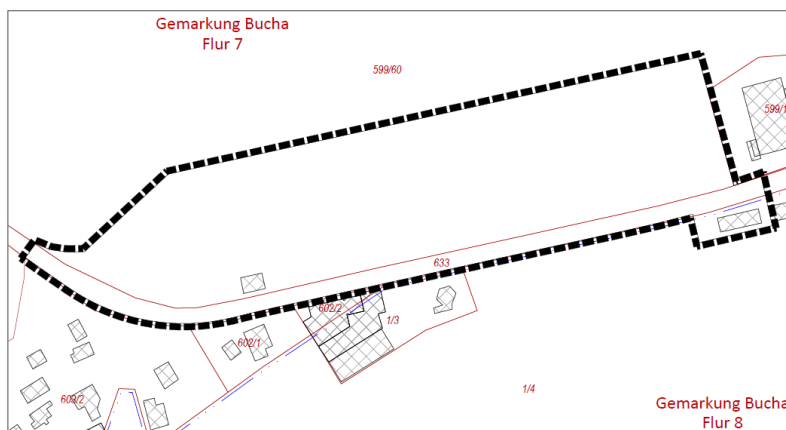 Gemarkung Bucha
Flur 7
599/60
599/1
633
602/2
1/3
602/1
1/4
609/2
Gemarkung Bucha
Flur 8